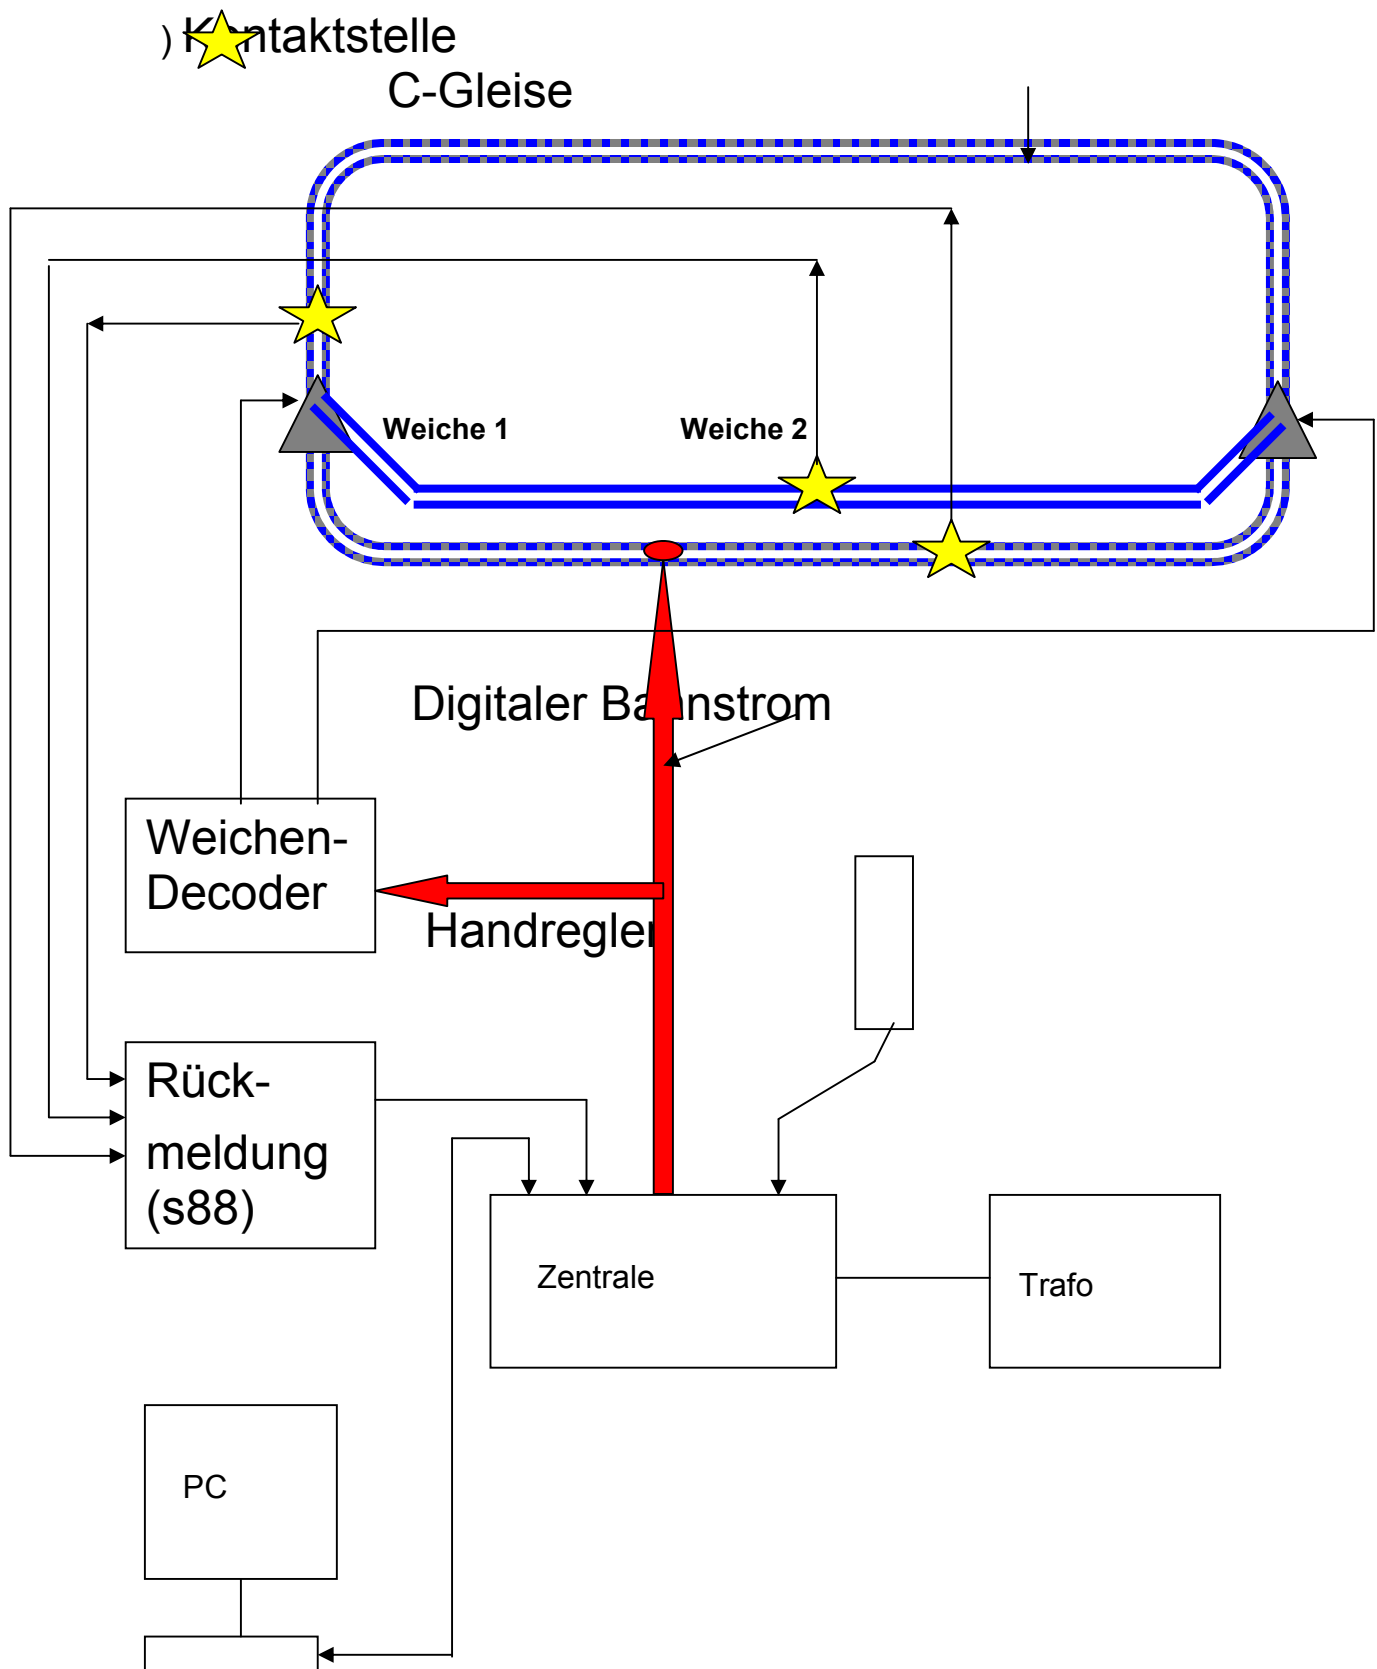 ) Kontaktstelle
C-Gleise
Weiche 1
Weiche 2
Digitaler Bahnstrom
Weichen-
Decoder
Handregler
Rück-
meldung
(s88)
Zentrale
Trafo
PC